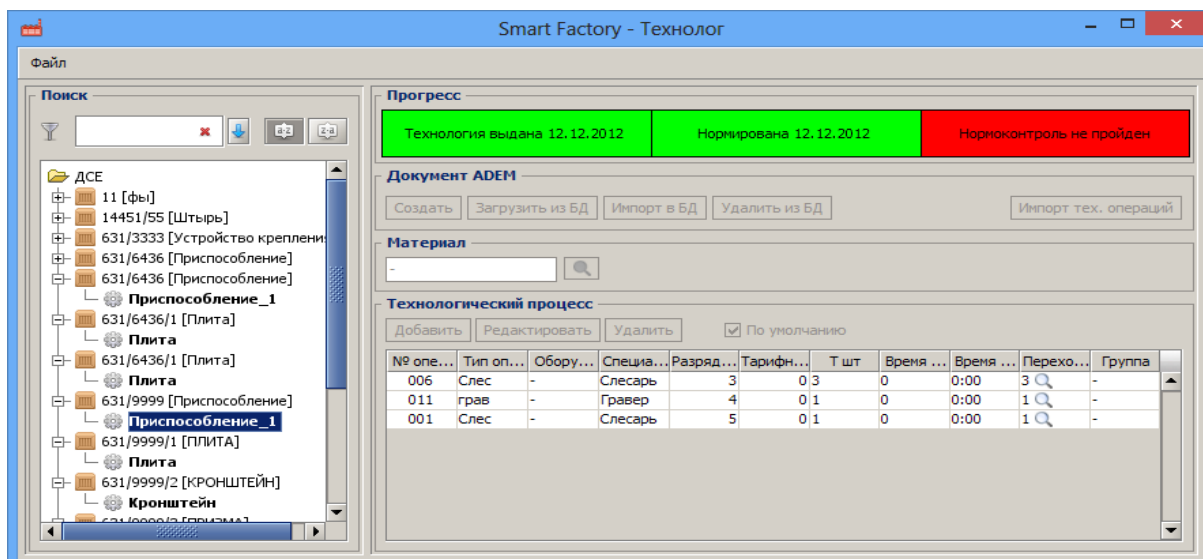 Smart Factory - Технолог
Файл
Поиск
a-z
z-a
ДСЕ
11 [фы]
14451/55 [Штырь]
631/3333 [Устройство креплени
631/6436 [Приспособление]
631/6436 [Приспособление]
Приспособление_1
631/6436/1 [Плита]
Плита
631/6436/1 [Плита]
Плита
631/9999 [Приспособление]
Приспособление_1
631/9999/1 [ПЛИТА]
Плита
631/9999/2 [КРОНШТЕЙН]
Кронштейн
631/9999/3 [ПРИЗМА]
Прогресс
Технология выдана 12.12.2012 Нормирована 12.12.2012 Нормоконтроль не пройден
Документ ADEM
Создать Загрузить из БД Импорт в БД Удалить из БД Импорт тех. операций
Материал
-
Технологический процесс
Добавить Редактировать Удалить По умолчанию
№ опе... Тип оп... Обору... Специа... Разряд... Тарифн... Т шт Время ... Время ... Перехо... Группа
006 Слес - Слесарь 3 0 3 0 0:00 3 -
011 грав - Гравер 4 0 1 0 0:00 1 -
001 Слес - Слесарь 5 0 1 0 0:00 1 -